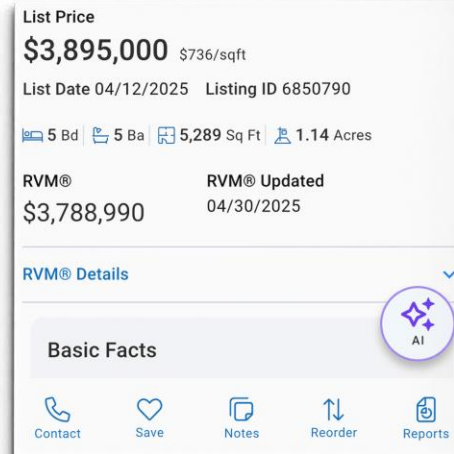 List Price
$3,895,000 $736/sqft
List Date 04/12/2025 Listing ID 6850790
5 Bd 5 Ba 5,289 Sq Ft 1.14 Acres
RVM® RVM® Updated
$3,788,990 04/30/2025
RVM® Details
AI
Basic Facts
Contact Save Notes Reorder Reports